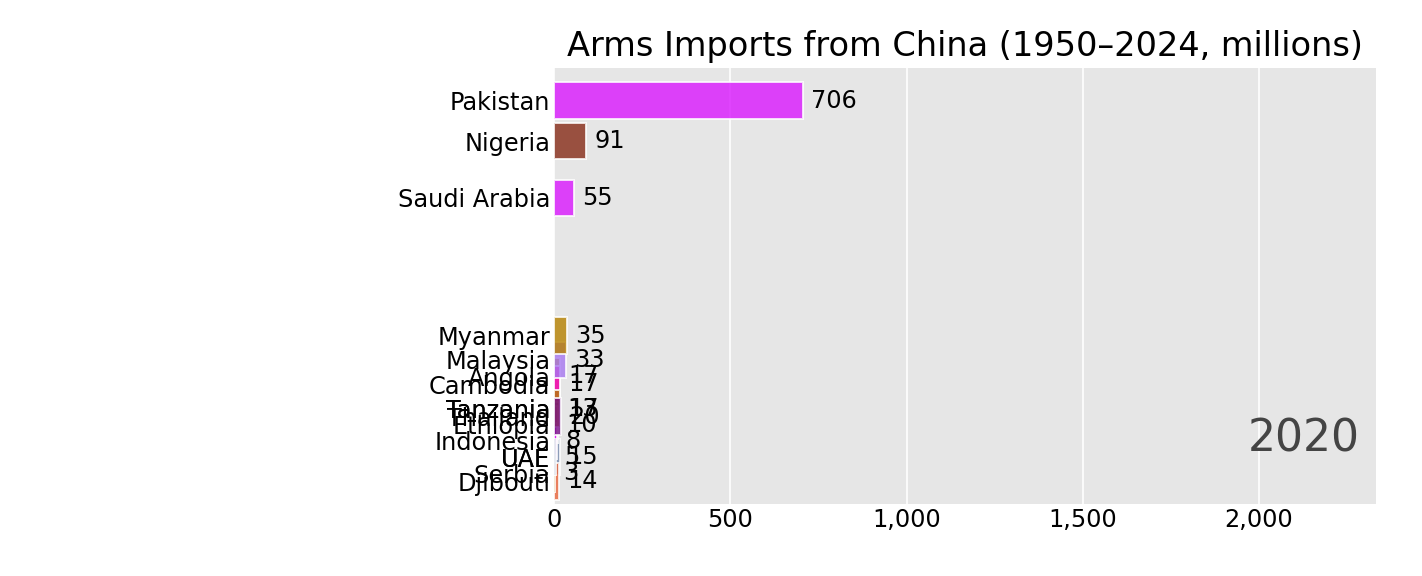 Arms Imports from China (1950–2024, millions)
Pakistan 706
Nigeria 91
Saudi Arabia 55
Myanmar 35
Malaysia 33
Angola 17
Cambodia 17
Tanzania
Thailand 20
Ethiopia 10
Indonesia 8
UAE
Serbia 3
Djibouti 14
2020
0 500 1,000 1,500 2,000